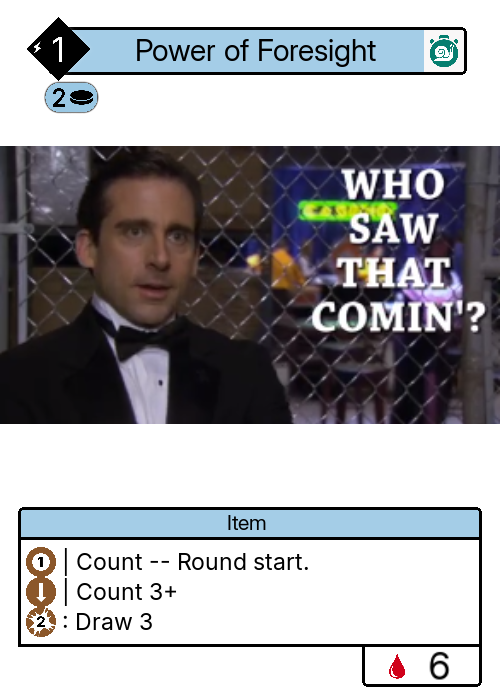 1
Power of Foresight
2
WHO
SAW
THAT
COMIN'?
Item
1 | Count -- Round start.
| Count 3+
2 : Draw 3
6